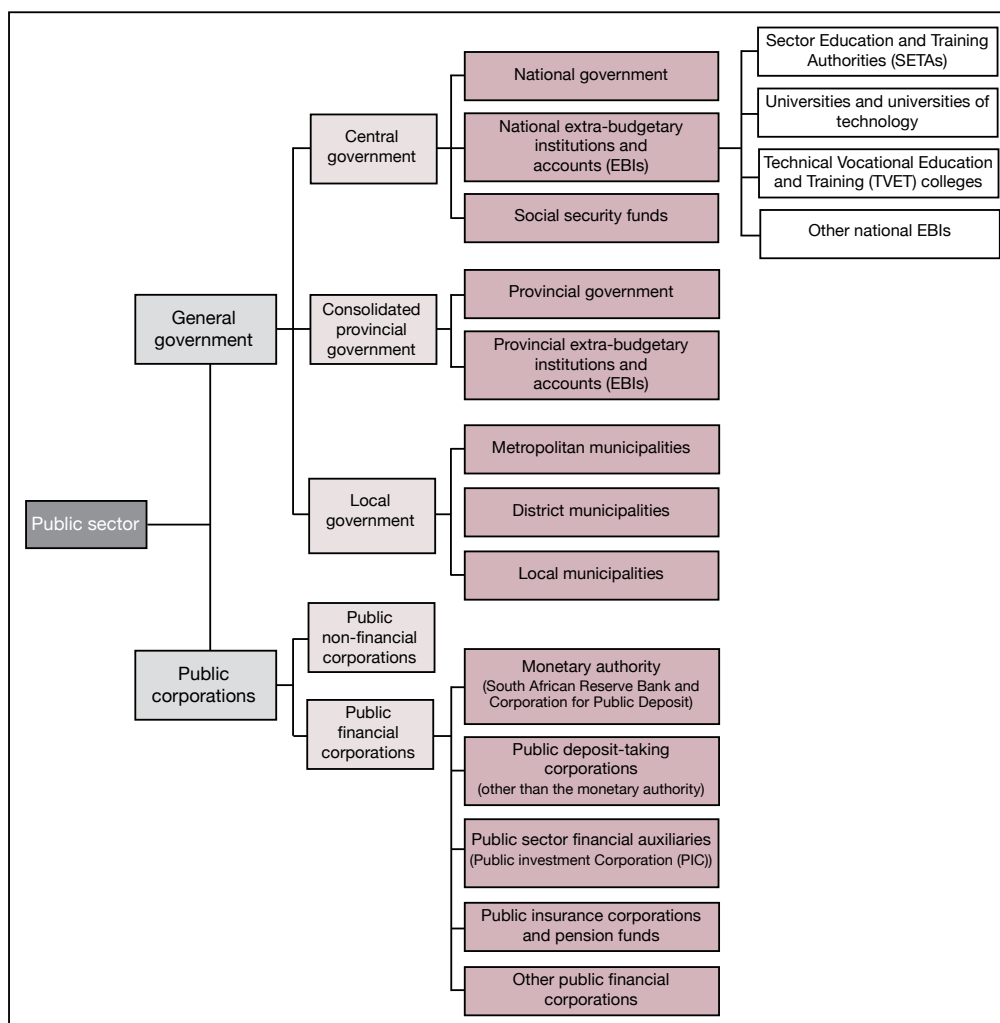 Public sector
General
government
Central
government
National government
National extra-budgetary
institutions and
accounts (EBIs)
Sector Education and Training
Authorities (SETAs)
Universities and universities of
technology
Technical Vocational Education
and Training (TVET) colleges
Other national EBIs
Social security funds
Consolidated
provincial
government
Provincial government
Provincial extra-budgetary
institutions and
accounts (EBIs)
Local
government
Metropolitan municipalities
District municipalities
Local municipalities
Public
corporations
Public
non-financial
corporations
Public
financial
corporations
Monetary authority
(South African Reserve Bank and
Corporation for Public Deposit)
Public deposit-taking
corporations
(other than the monetary authority)
Public sector financial auxiliaries
(Public investment Corporation (PIC))
Public insurance corporations
and pension funds
Other public financial
corporations